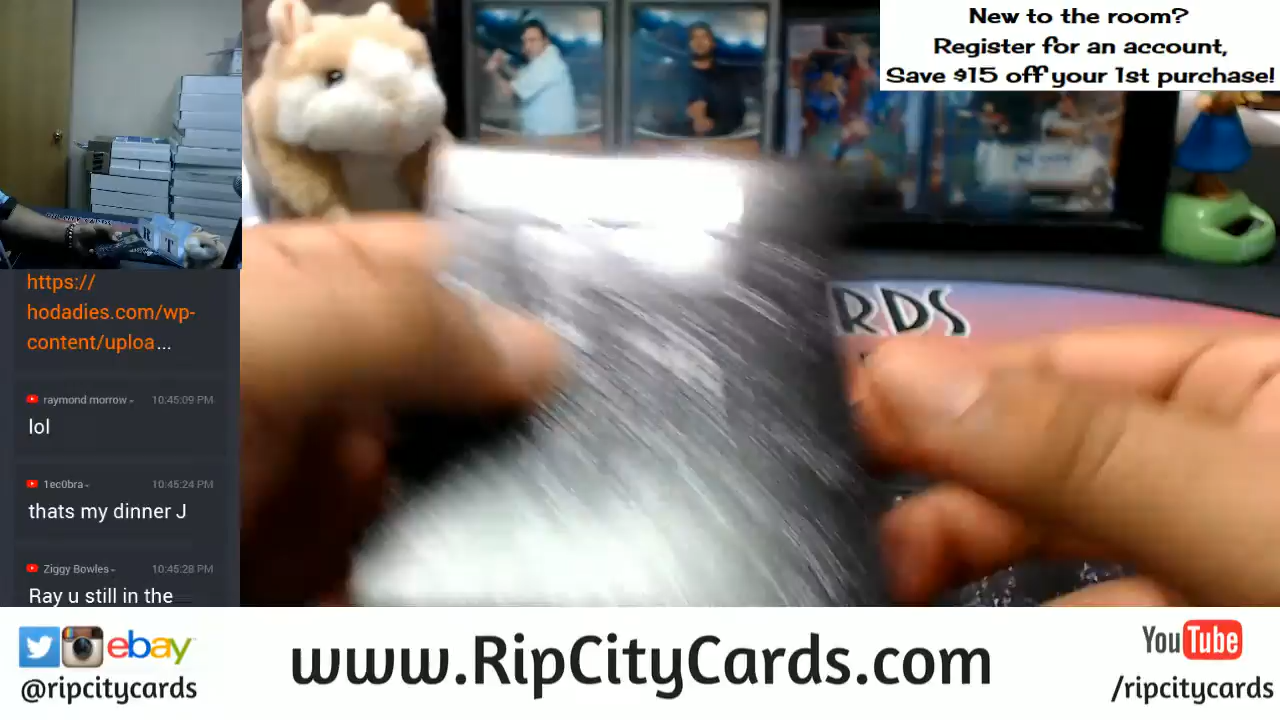 New to the room?
Register for an account,
Save $15 off your 1st purchase!
https://
hodadies.com/wp-
content/uploa...
raymond morrow
10:45:09 PM
lol
1ec0bra
10:45:24 PM
thats my dinner J
Ziggy Bowles
10:45:28 PM
Ray u still in the
RDS
R T
ebay
@ripcitycards
www.RipCityCards.com
YouTube
/ripcitycards